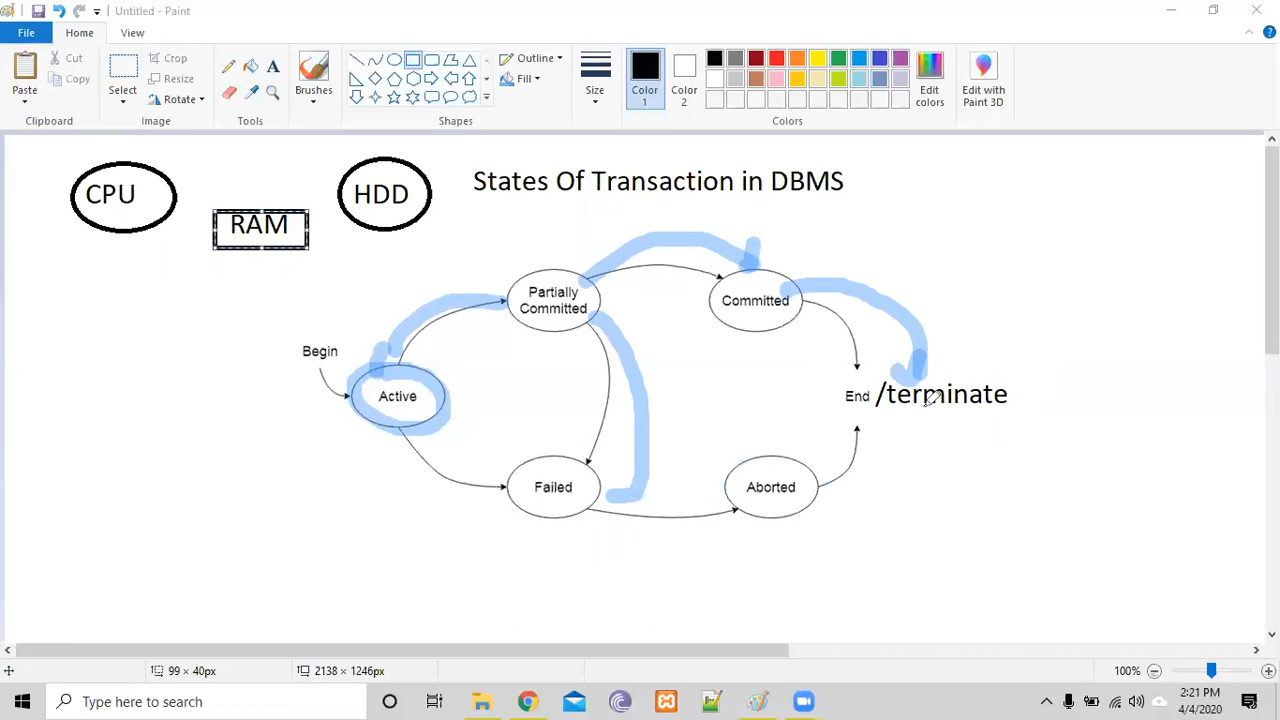 Untitled - Paint
File
Home
View
Paste
Cut
Copy
Clipboard
Select
Crop
Resize
Rotate
Image
A
Tools
Brushes
Shapes
Outline
Fill
Size
Color 1
Color 2
Colors
Edit colors
Edit with Paint 3D
CPU
HDD
RAM
States Of Transaction in DBMS
Partially
Committed
Committed
Begin
Active
End /terminate
Failed
Aborted
99 × 40px
2138 × 1246px
100%
Type here to search
2:21 PM
4/4/2020